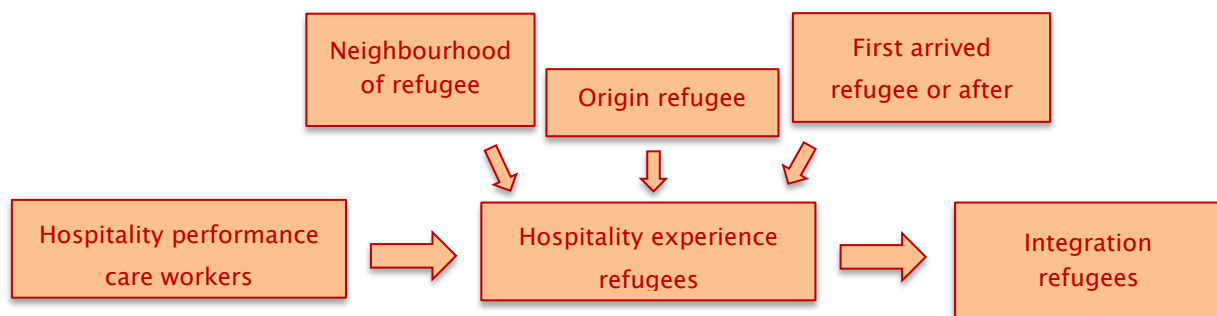 Neighbourhood
of refugee
Origin refugee
First arrived
refugee or after
Hospitality performance
care workers
Hospitality experience
refugees
Integration
refugees